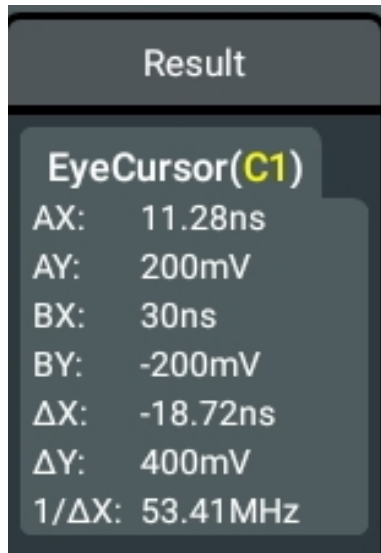 Result
EyeCursor(C1)
AX: 11.28ns
AY: 200mV
BX: 30ns
BY: -200mV
ΔX: -18.72ns
ΔY: 400mV
1/ΔX: 53.41MHz